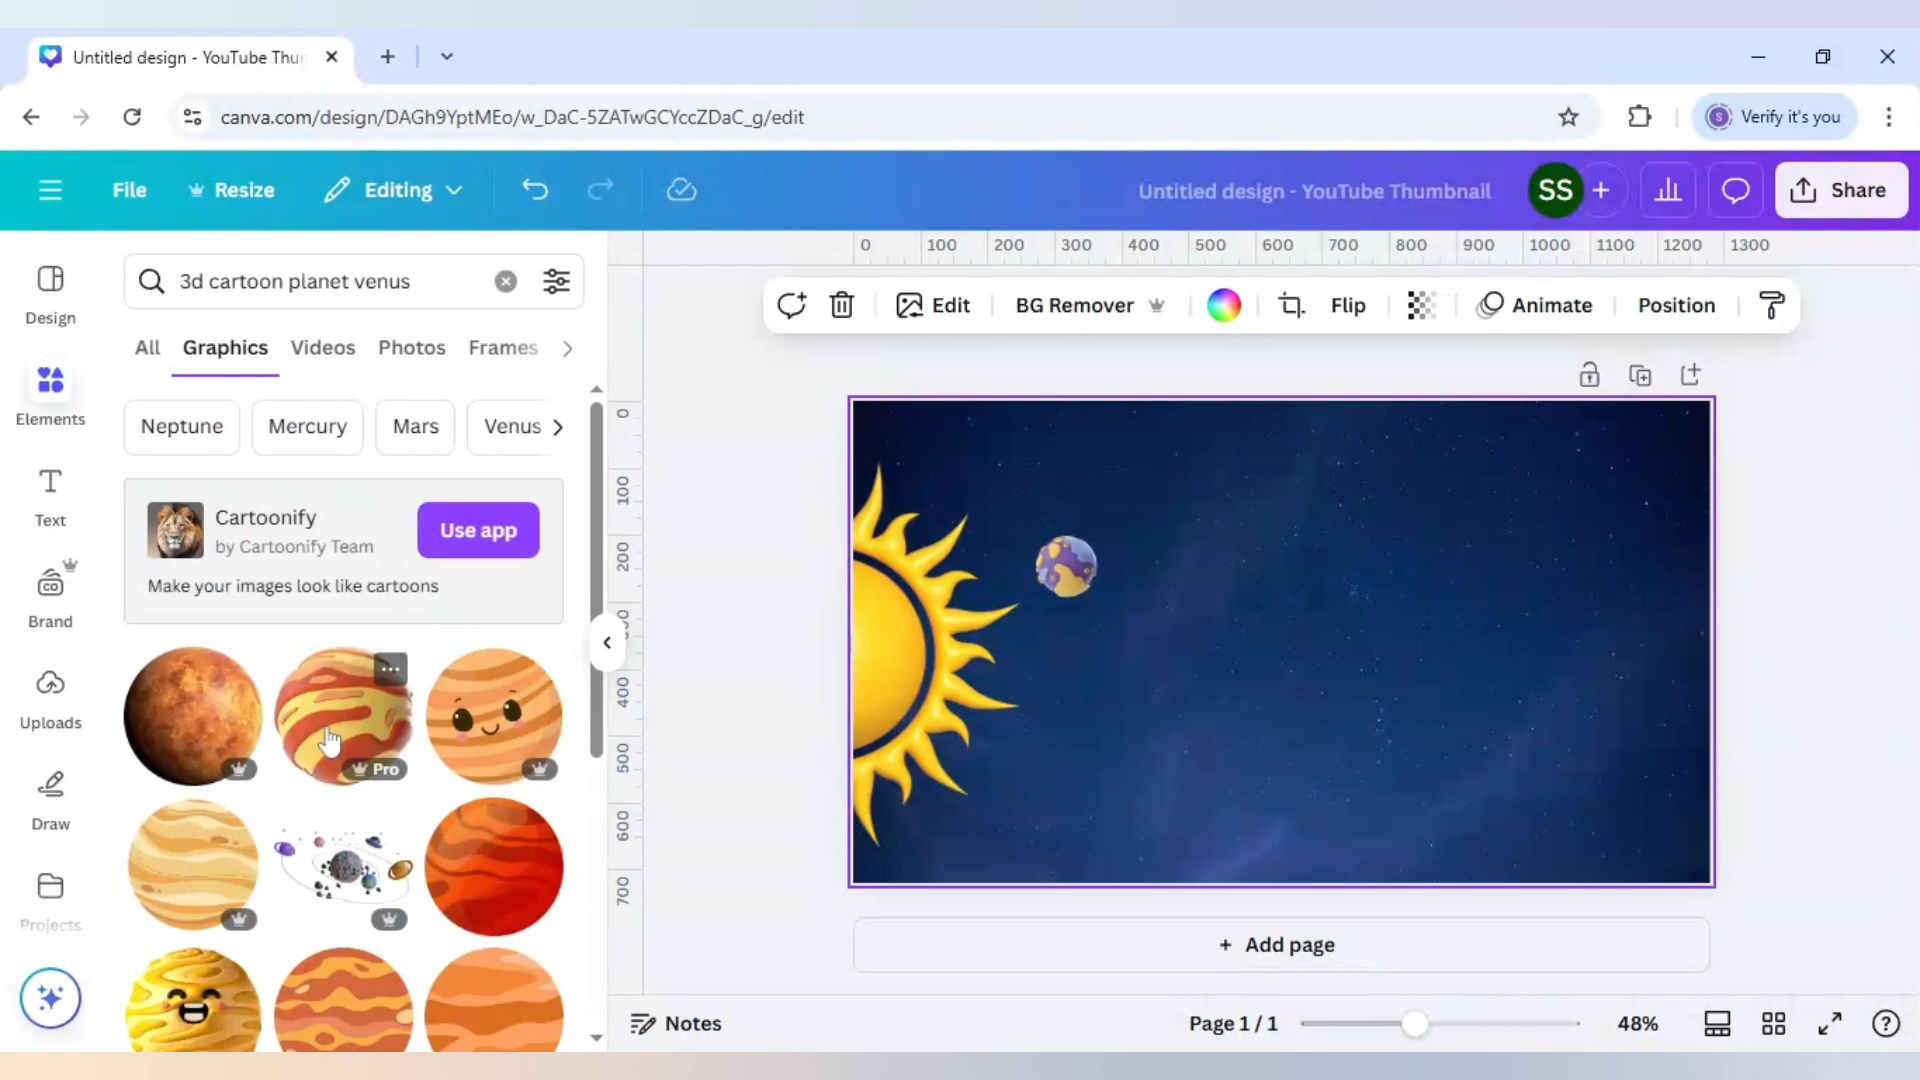 Untitled design - YouTube Thu
canva.com/design/DAGh9YptMEo/w_DaC-5ZATwGCYccZDaC_g/edit
S
Verify it's you
File
Resize
Editing
Untitled design - YouTube Thumbnail
SS
Share
Design
Elements
Text
Brand
Uploads
Draw
Projects
3d cartoon planet venus
All Graphics Videos Photos Frames
Neptune Mercury Mars Venus
Cartoonify
by Cartoonify Team
Use app
Make your images look like cartoons
Pro
0 100 200 300 400 500 600 700 800 900 1000 1100 1200 1300
Edit BG Remover Flip Animate Position
0
100
200
400
500
600
700
CO
+ Add page
Notes
Page 1 / 1
48%